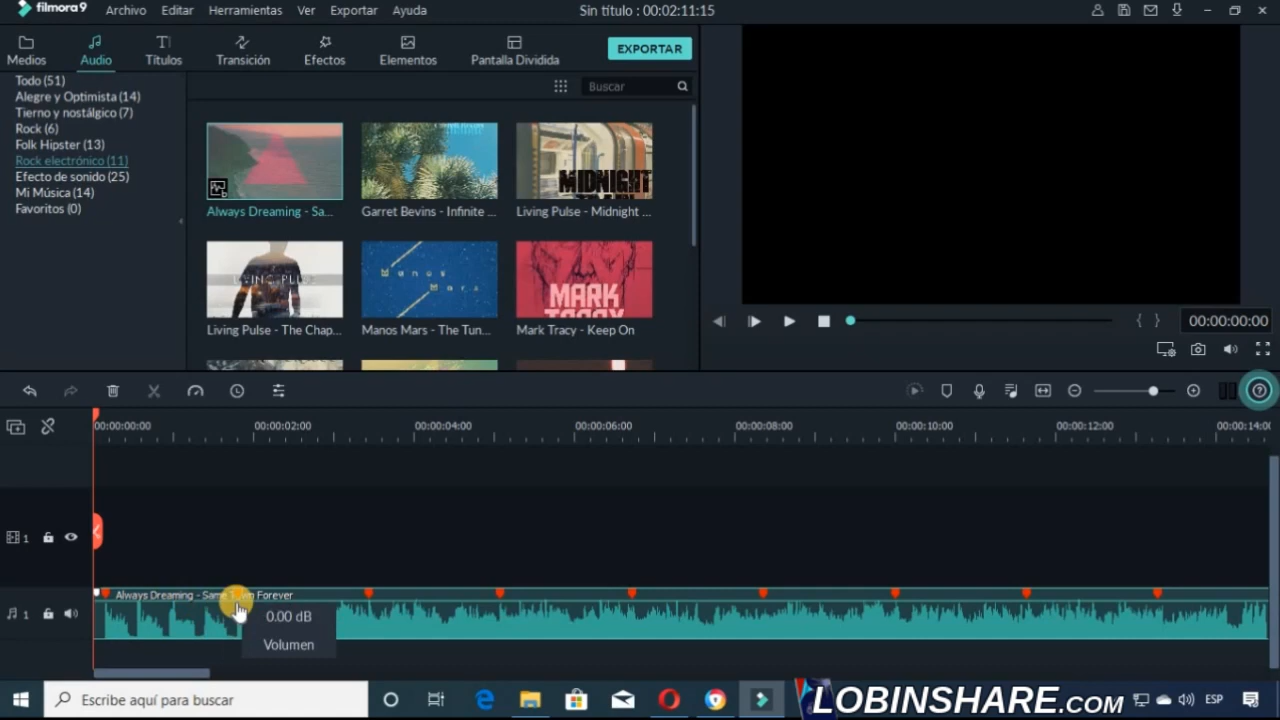 filmora9 Archivo Editar Herramientas Ver Exportar Ayuda Sin título : 00:02:11:15
Medios Audio Títulos Transición Efectos Elementos Pantalla Dividida EXPORTAR
Todo (51)
Alegre y Optimista (14)
Tierno y nostálgico (7)
Rock (6)
Folk Hipster (13)
Rock electrónico (11)
Efecto de sonido (25)
Mi Música (14)
Favoritos (0)
Buscar
MIDNIGHT
Always Dreaming - Sa... Garret Bevins - Infinite ... Living Pulse - Midnight ...
LIVING PULSE
Manos
Mars
MARK
TRACY
Living Pulse - The Chap... Manos Mars - The Tun... Mark Tracy - Keep On
00:00:00:00
00:00:00:00 00:00:02:00 00:00:04:00 00:00:06:00 00:00:08:00 00:00:10:00 00:00:12:00 00:00:14:00
1
Always Dreaming - Same Town Forever
1
0.00 dB
Volumen
Escribe aquí para buscar
LOBINSHARE.COM
ESP